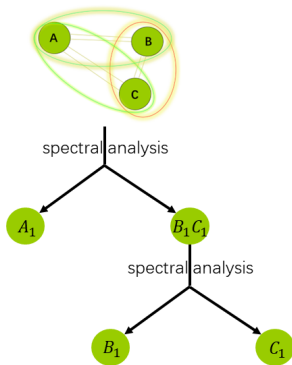 A
B
C
spectral analysis
A₁
B₁C₁
spectral analysis
B₁
C₁